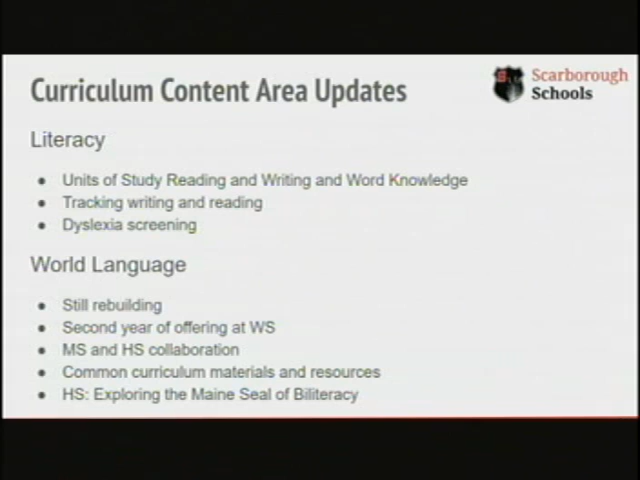 Curriculum Content Area Updates
Scarborough
Schools
Literacy
● Units of Study Reading and Writing and Word Knowledge
● Tracking writing and reading
● Dyslexia screening
World Language
● Still rebuilding
● Second year of offering at WS
● MS and HS collaboration
● Common curriculum materials and resources
● HS: Exploring the Maine Seal of Biliteracy